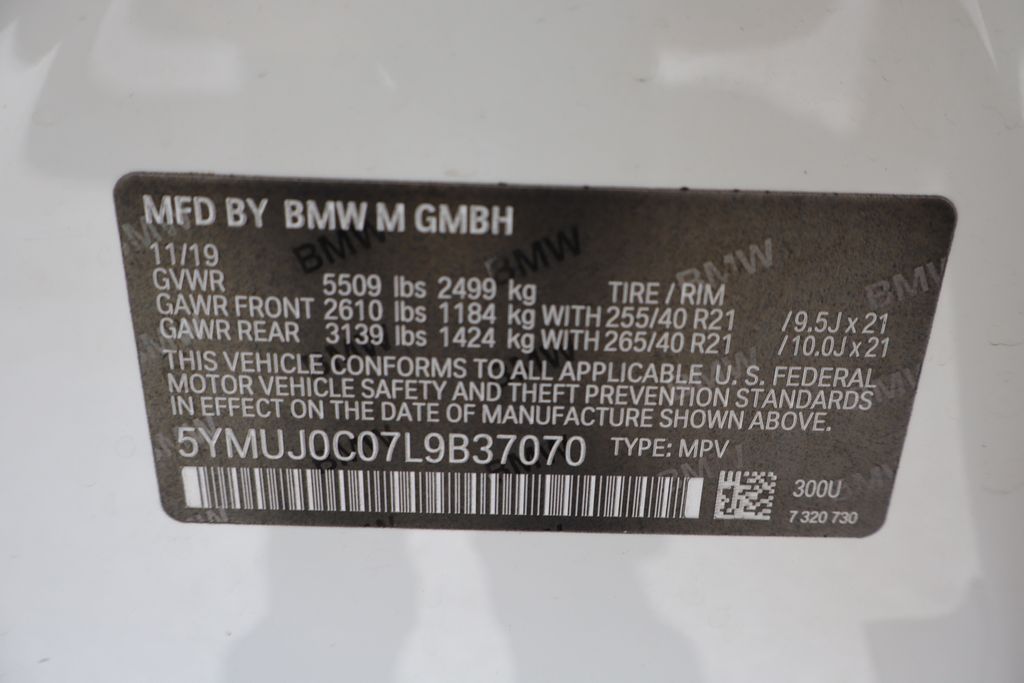 MFD BY BMW M GMBH
11/19
GVWR 5509 lbs 2499 kg TIRE / RIM
GAWR FRONT 2610 lbs 1184 kg WITH 255/40 R21 /9.5J x 21
GAWR REAR 3139 lbs 1424 kg WITH 265/40 R21 /10.0J x 21
THIS VEHICLE CONFORMS TO ALL APPLICABLE U. S. FEDERAL
MOTOR VEHICLE SAFETY AND THEFT PREVENTION STANDARDS
IN EFFECT ON THE DATE OF MANUFACTURE SHOWN ABOVE.
5YMUJ0C07L9B37070 TYPE: MPV
300U
7 320 730